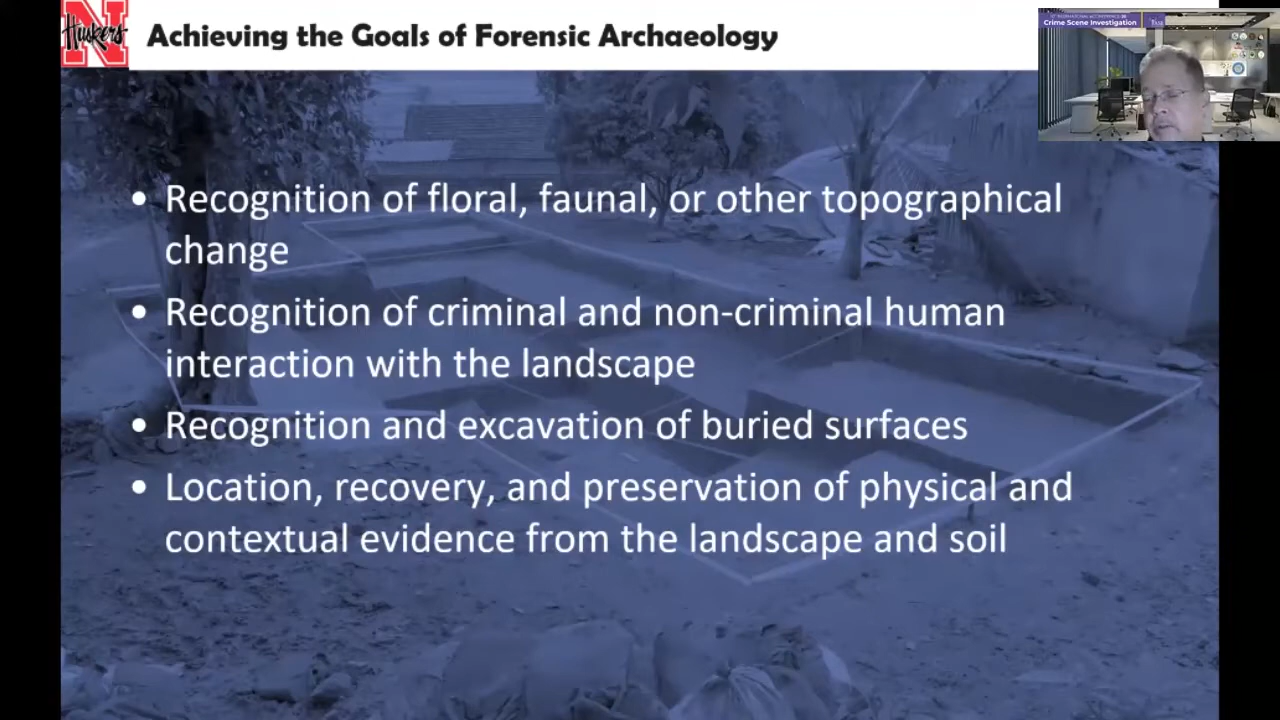 Huskers
N
Achieving the Goals of Forensic Archaeology
Crime Scene Investigation
• Recognition of floral, faunal, or other topographical
change
• Recognition of criminal and non-criminal human
interaction with the landscape
• Recognition and excavation of buried surfaces
• Location, recovery, and preservation of physical and
contextual evidence from the landscape and soil